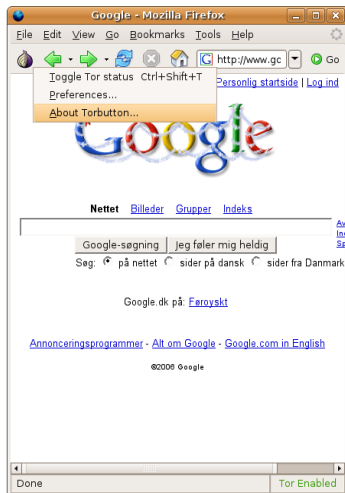 Google - Mozilla Firefox
File Edit View Go Bookmarks Tools Help
G http://www.gc Go
Toggle Tor status Ctrl+Shift+T
Preferences...
About Torbutton...
Personlig startside | Log ind
Google
Nettet Billeder Grupper Indeks
Google-søgning Jeg føler mig heldig
Søg: på nettet sider på dansk sider fra Danmark
Google.dk på: Føroyskt
Annonceringsprogrammer - Alt om Google - Google.com in English
©2006 Google
Done Tor Enabled